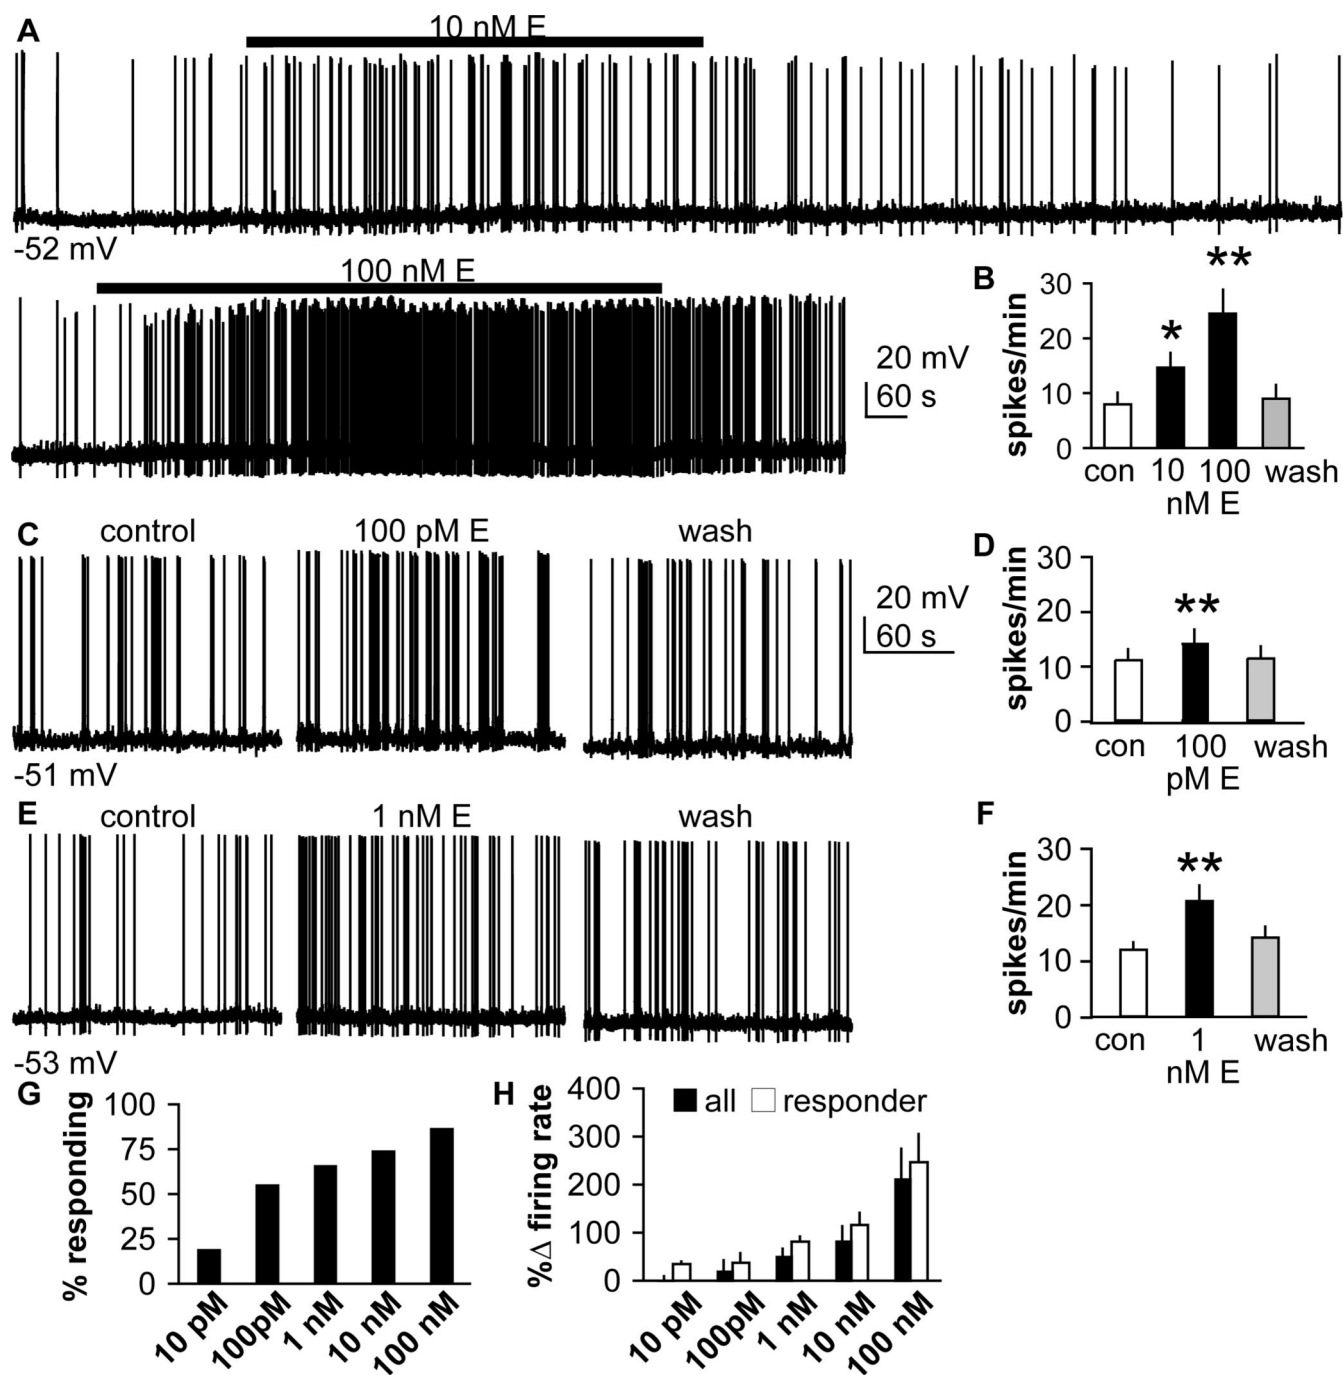 A
10 nM E
-52 mV
100 nM E
20 mV
60 s
B
**
*
spikes/min
30
20
10
0
con
10
100
wash
nM E
C
control
100 pM E
wash
20 mV
60 s
-51 mV
D
**
spikes/min
30
20
10
0
con
100
wash
pM E
E
control
1 nM E
wash
-53 mV
F
**
spikes/min
30
20
10
0
con
1
wash
nM E
G
% responding
100
75
50
25
0
10 pM
100pM
1 nM
10 nM
100 nM
H
%Δ firing rate
400
300
200
100
0
all
responder
10 pM
100pM
1 nM
10 nM
100 nM